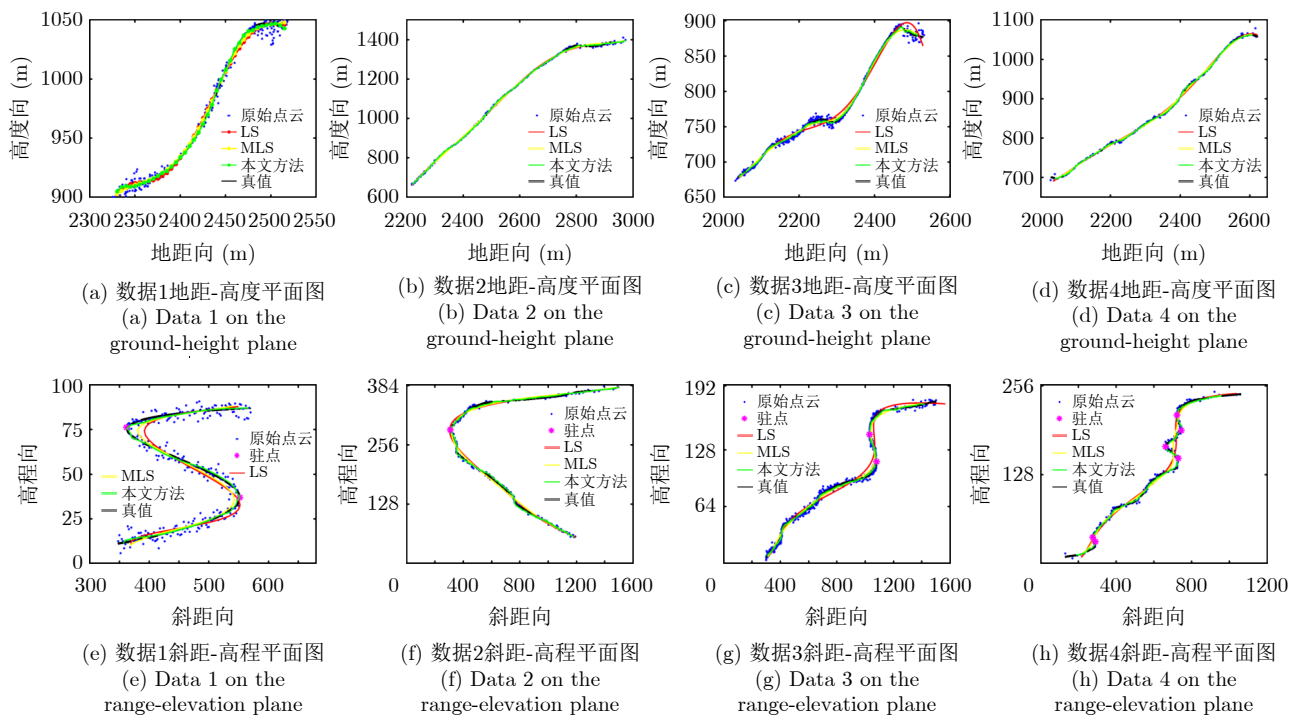 1050
1000
950
900
高度向 (m)
原始点云
LS
MLS
本文方法
真值
2300 2350 2400 2450 2500 2550
地距向 (m)
(a) 数据1地距-高度平面图
(a) Data 1 on the
ground-height plane
1400
1200
1000
800
600
高度向 (m)
原始点云
LS
MLS
本文方法
真值
2200 2400 2600 2800 3000
地距向 (m)
(b) 数据2地距-高度平面图
(b) Data 2 on the
ground-height plane
900
850
800
750
700
650
高度向 (m)
原始点云
LS
MLS
本文方法
真值
2000 2200 2400 2600
地距向 (m)
(c) 数据3地距-高度平面图
(c) Data 3 on the
ground-height plane
1100
1000
900
800
700
高度向 (m)
原始点云
LS
MLS
本文方法
真值
2000 2200 2400 2600
地距向 (m)
(d) 数据4地距-高度平面图
(d) Data 4 on the
ground-height plane
100
75
50
25
0
高程向
原始点云
驻点
LS
MLS
本文方法
真值
300 400 500 600
斜距向
(e) 数据1斜距-高程平面图
(e) Data 1 on the
range-elevation plane
384
256
128
高程向
原始点云
驻点
LS
MLS
本文方法
真值
0 400 800 1200 1600
斜距向
(f) 数据2斜距-高程平面图
(f) Data 2 on the
range-elevation plane
192
128
64
高程向
原始点云
驻点
LS
MLS
本文方法
真值
0 400 800 1200 1600
斜距向
(g) 数据3斜距-高程平面图
(g) Data 3 on the
range-elevation plane
256
128
高程向
原始点云
驻点
LS
MLS
本文方法
真值
0 400 800 1200
斜距向
(h) 数据4斜距-高程平面图
(h) Data 4 on the
range-elevation plane